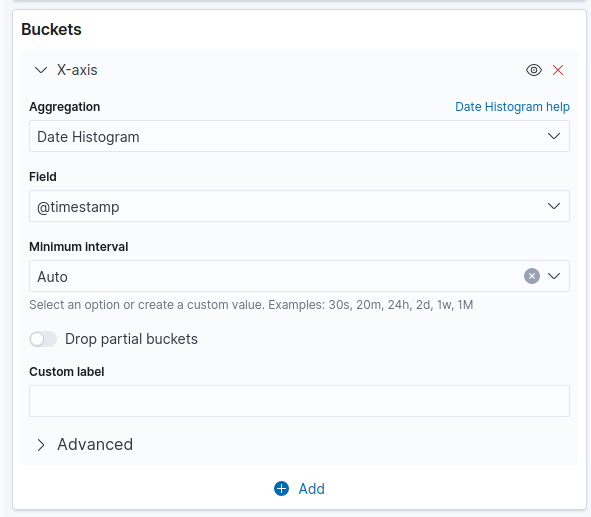 Buckets
X-axis
Aggregation
Date Histogram help
Date Histogram
Field
@timestamp
Minimum interval
Auto
Select an option or create a custom value. Examples: 30s, 20m, 24h, 2d, 1w, 1M
Drop partial buckets
Custom label
Advanced
Add